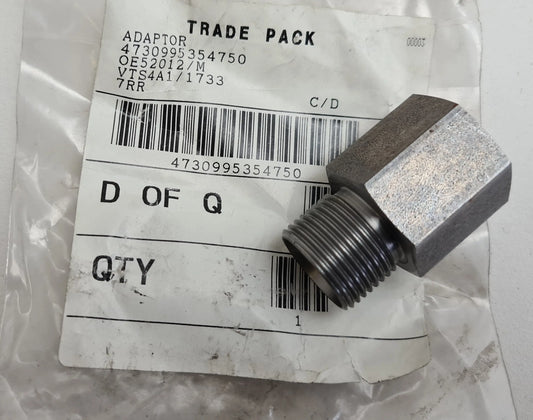 TRADE PACK
ADAPTOR
4730995354750
OE52012/M
VTS4A1/1733
7RR
C/D
4730995354750
D OF Q
QTY
1